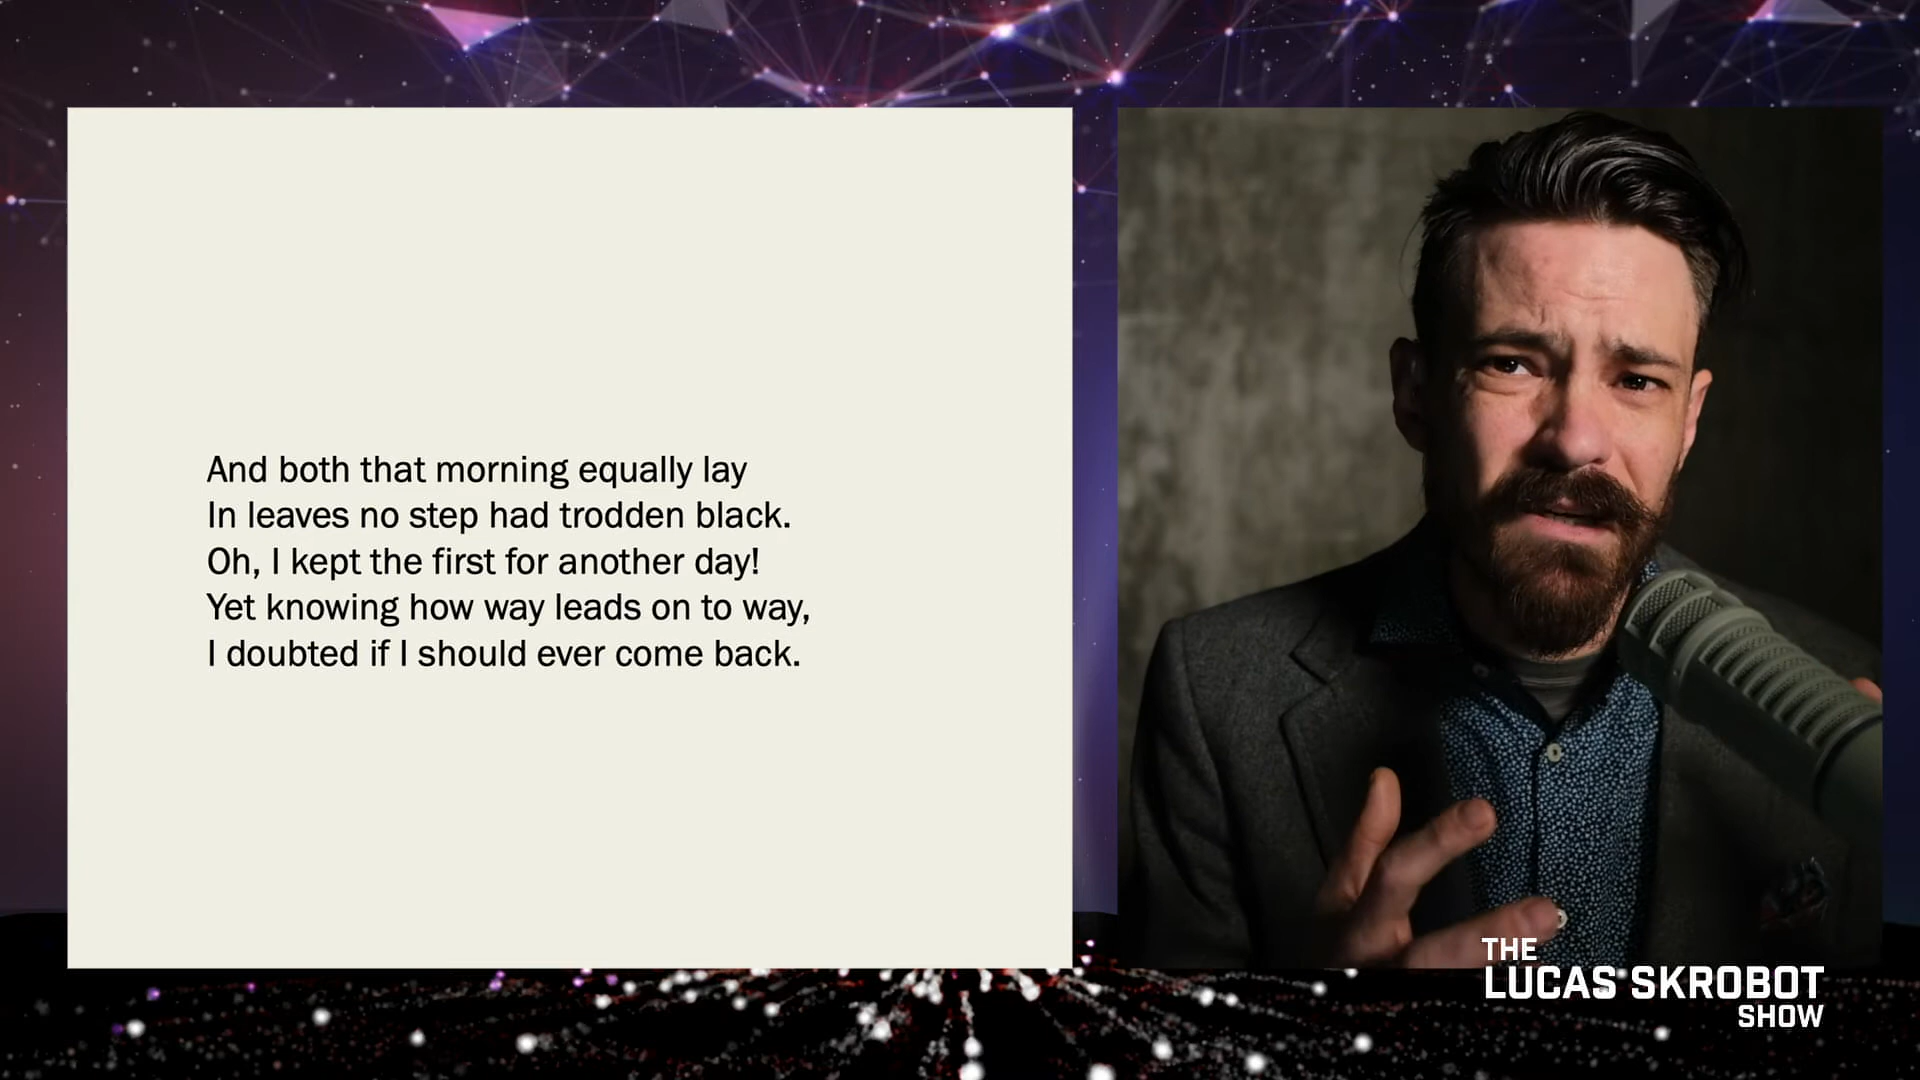 And both that morning equally lay
In leaves no step had trodden black.
Oh, I kept the first for another day!
Yet knowing how way leads on to way,
I doubted if I should ever come back.
THE
LUCAS SKROBOT
SHOW